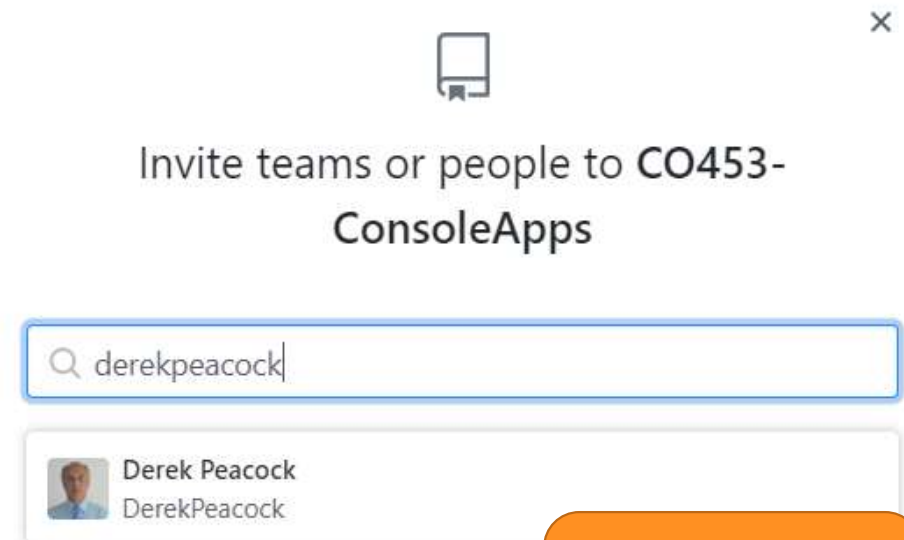 Invite teams or people to CO453-
ConsoleApps
derekpeacock
Derek Peacock
DerekPeacock